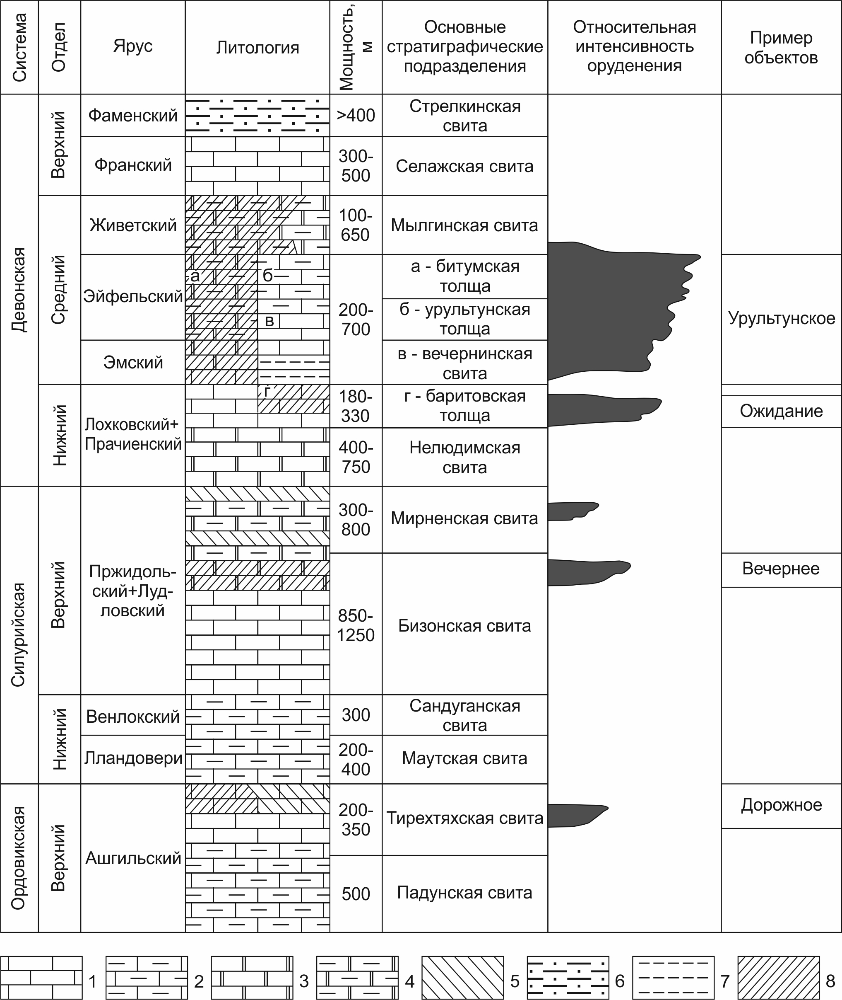 Система
Отдел
Ярус
Литология
Мощность,
м
Основные
стратиграфические
подразделения
Относительная
интенсивность
оруденения
Пример
объектов
Девонская
Верхний
Фаменский
>400
Стрелкинская
свита
Франский
300-
500
Селажская свита
Средний
Живетский
100-
650
Мылгинская свита
Эйфельский
а
б
в
200-
700
а - битумская
толща
б - урультунская
толща
Урультунское
Эмский
в - вечернинская
свита
Нижний
Лохковский+
Прачиенский
г
180-
330
г - баритовская
толща
Ожидание
400-
750
Нелюдимская
свита
Силурийская
Верхний
Пржидоль-
ский+Луд-
ловский
300-
800
Мирненская свита
850-
1250
Бизонская свита
Вечернее
Нижний
Венлокский
300
Сандуганская
свита
Лландовери
200-
400
Маутская свита
Ордовикская
Верхний
Ашгильский
200-
350
Тирехтяхская свита
Дорожное
500
Падунская свита
1
2
3
4
5
6
7
8